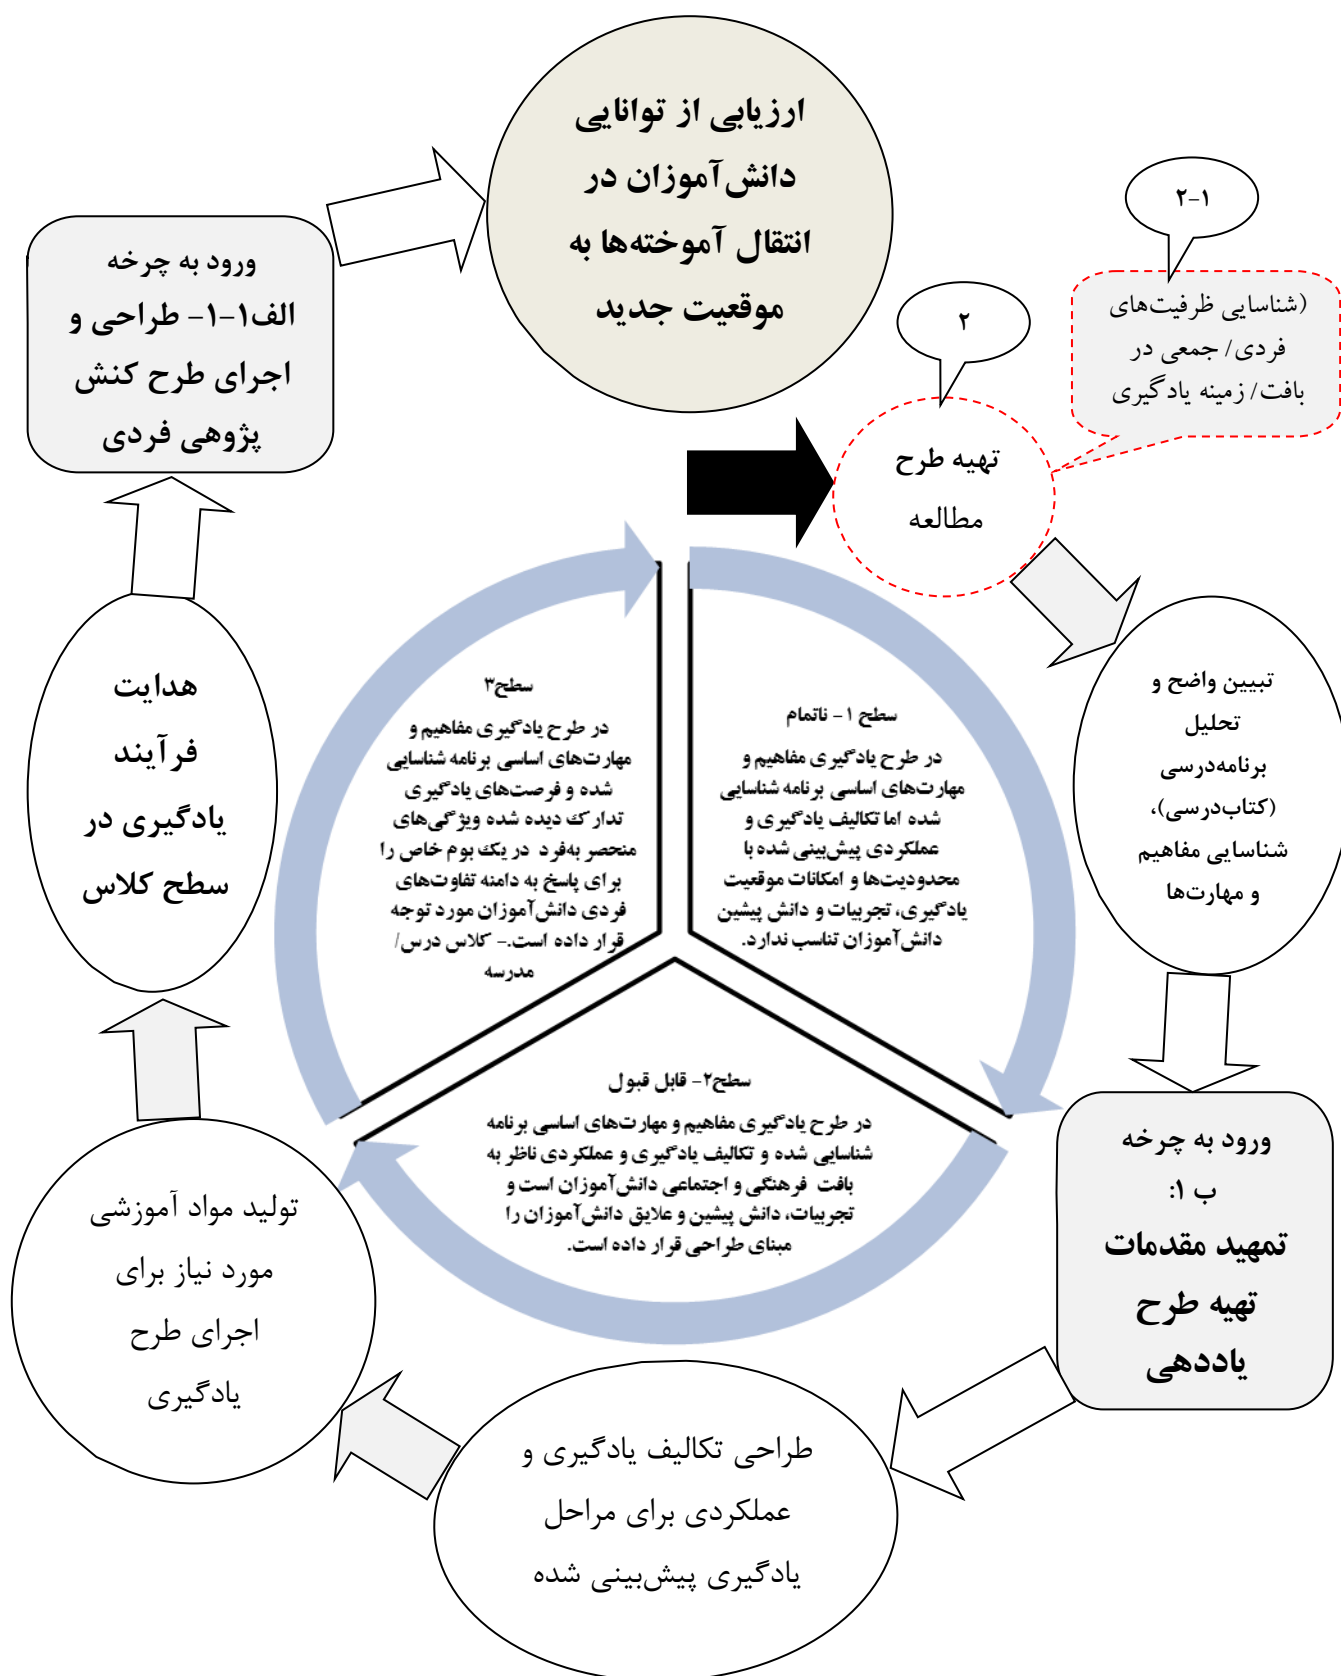 ارزیابی از توانایی
دانش‌آموزان در
انتقال آموخته‌ها به
موقعیت جدید
۲-۱
(شناسایی ظرفیت‌های
فردی/ جمعی در
بافت/ زمینه یادگیری
۲
تهیه طرح
مطالعه
تبیین واضح و
تحلیل
برنامه‌درسی
(کتاب‌درسی)،
شناسایی مفاهیم
و مهارت‌ها
ورود به چرخه
ب ۱:
تمهید مقدمات
تهیه طرح
یاددهی
طراحی تکالیف یادگیری و
عملکردی برای مراحل
یادگیری پیش‌بینی شده
تولید مواد آموزشی
مورد نیاز برای
اجرای طرح
یادگیری
هدایت
فرآیند
یادگیری در
سطح کلاس
ورود به چرخه
الف۱-۱- طراحی و
اجرای طرح کنش
پژوهی فردی
سطح ۱ - ناتمام
در طرح یادگیری مفاهیم و
مهارت‌های اساسی برنامه شناسایی
شده اما تکالیف یادگیری و
عملکردی پیش‌بینی شده با
محدودیت‌ها و امکانات موقعیت
یادگیری، تجربیات و دانش پیشین
دانش‌آموزان تناسب ندارد.
سطح۲- قابل قبول
در طرح یادگیری مفاهیم و مهارت‌های اساسی برنامه
شناسایی شده و تکالیف یادگیری و عملکردی ناظر به
بافت فرهنگی و اجتماعی دانش‌آموزان است و
تجربیات، دانش پیشین و علایق دانش‌آموزان را
مبنای طراحی قرار داده است.
سطح۳
در طرح یادگیری مفاهیم و
مهارت‌های اساسی برنامه شناسایی
شده و فرصت‌های یادگیری
تدارک دیده شده ویژگی‌های
منحصر به‌فرد در یک بوم خاص را
برای پاسخ به دامنه تفاوت‌های
فردی دانش‌آموزان مورد توجه
قرار داده است.- کلاس درس/
مدرسه